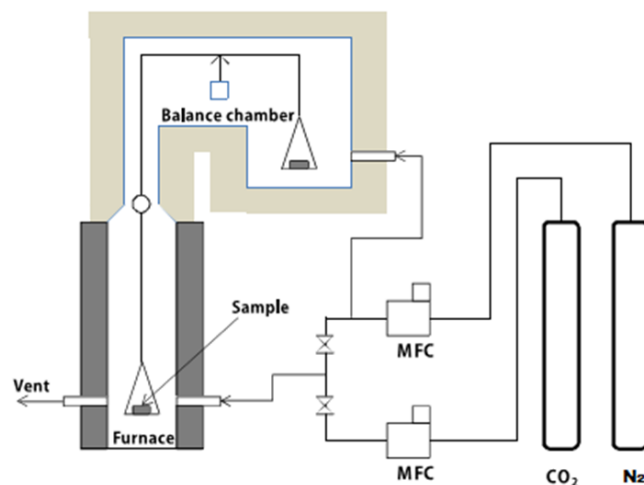 Balance chamber
Sample
MFC
Vent
Furnace
MFC
CO₂
N₂